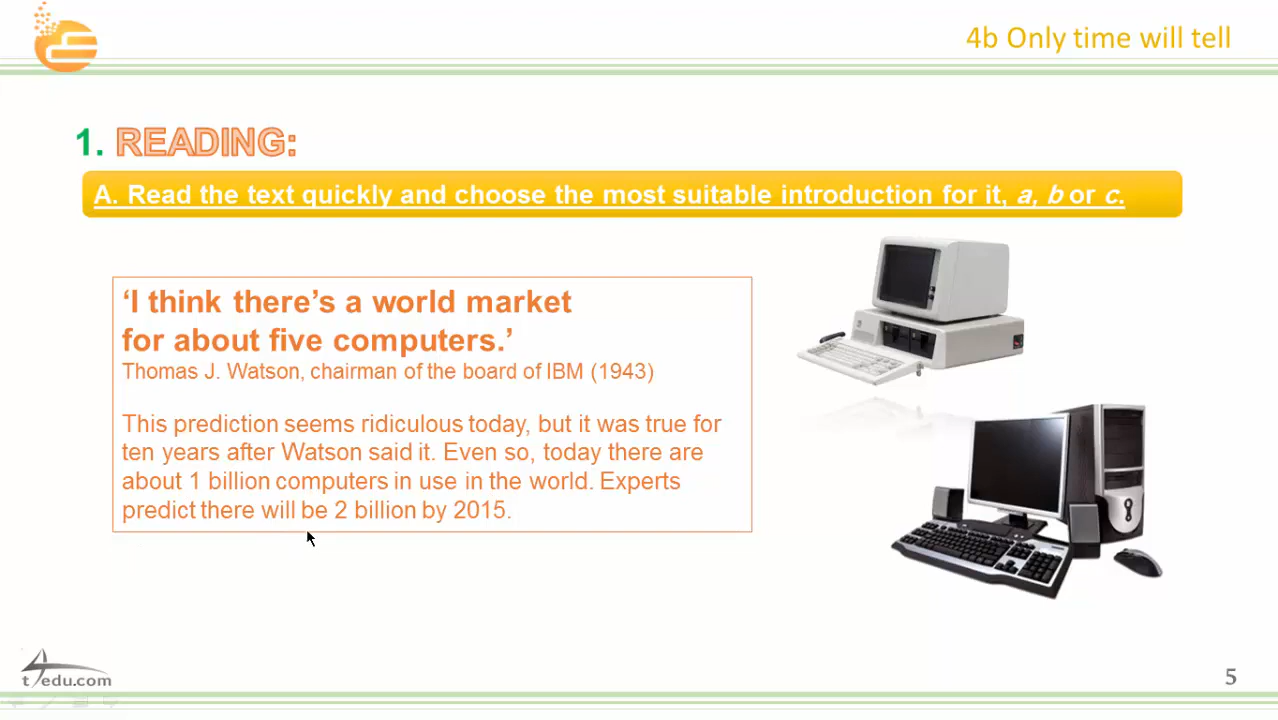 4b Only time will tell
1. READING:
A. Read the text quickly and choose the most suitable introduction for it, a, b or c.
‘I think there’s a world market
for about five computers.’
Thomas J. Watson, chairman of the board of IBM (1943)
This prediction seems ridiculous today, but it was true for
ten years after Watson said it. Even so, today there are
about 1 billion computers in use in the world. Experts
predict there will be 2 billion by 2015.
t edu.com
5